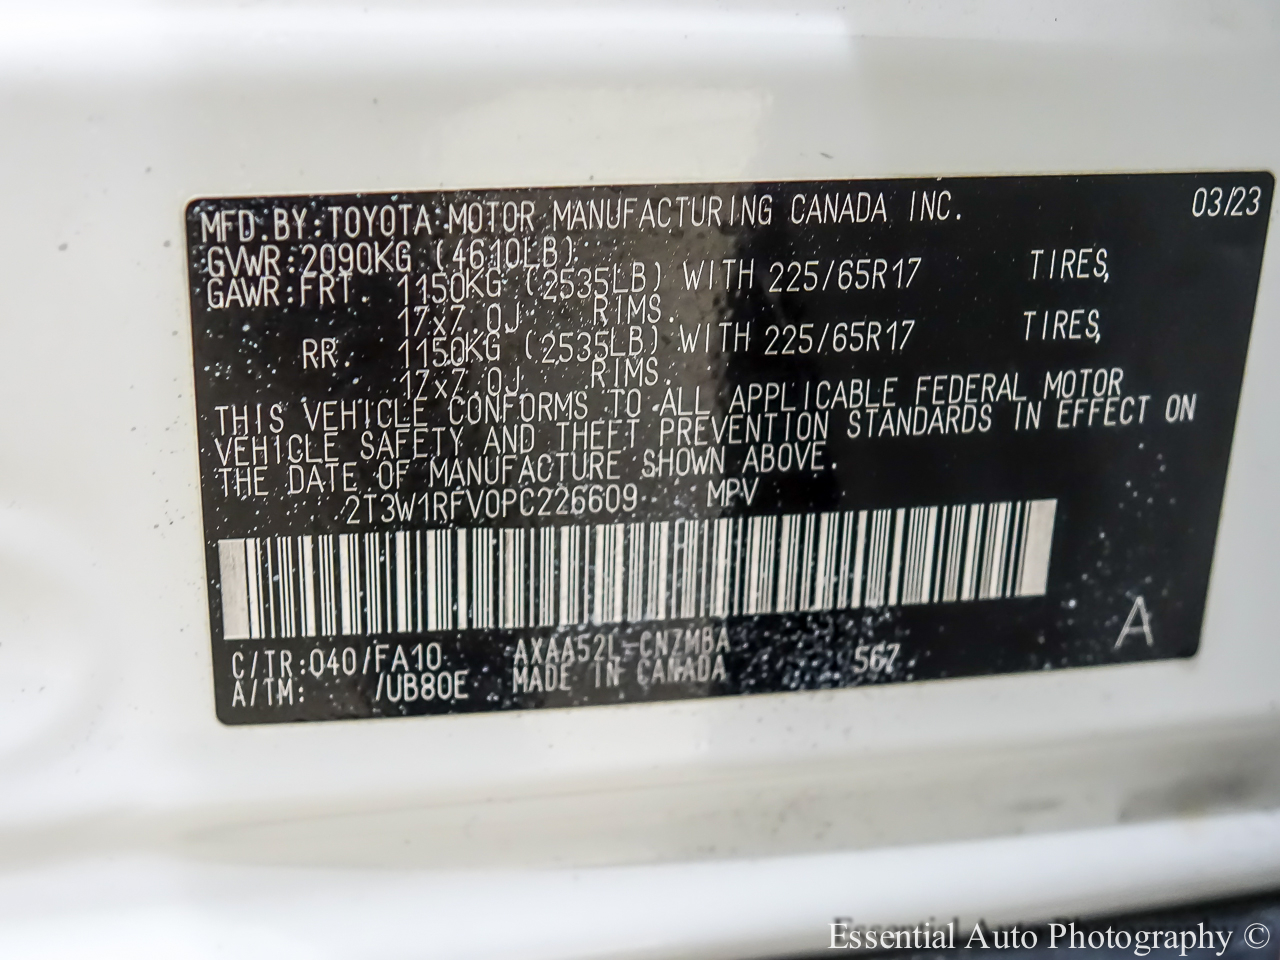 MFD. BY: TOYOTA MOTOR MANUFACTURING CANADA INC. 03/23
GVWR: 2090KG (4610LB)
GAWR: FRT. 1150KG (2535LB) WITH 225/65R17 TIRES,
17x7.0J RIMS.
RR. 1150KG (2535LB) WITH 225/65R17 TIRES,
17x7.0J RIMS.
THIS VEHICLE CONFORMS TO ALL APPLICABLE FEDERAL MOTOR
VEHICLE SAFETY AND THEFT PREVENTION STANDARDS IN EFFECT ON
THE DATE OF MANUFACTURE SHOWN ABOVE.
2T3W1RFV0PC226609 MPV
C/TR: 040/FA10 AXAA52L-CNZMBA 567 A
A/TM: /UB80E MADE IN CANADA
Essential Auto Photography ©